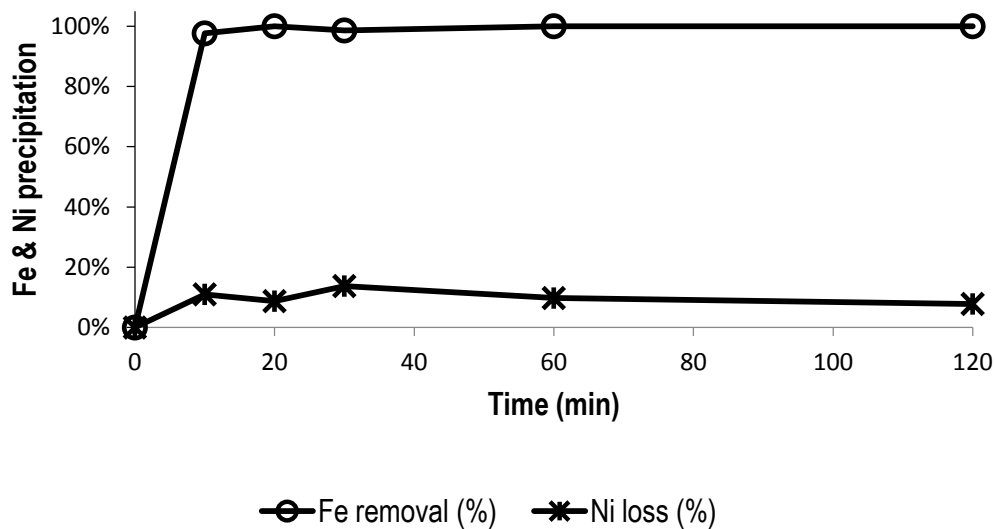 Fe & Ni precipitation
100%
80%
60%
40%
20%
0%
0 20 40 60 80 100 120
Time (min)
Fe removal (%) Ni loss (%)